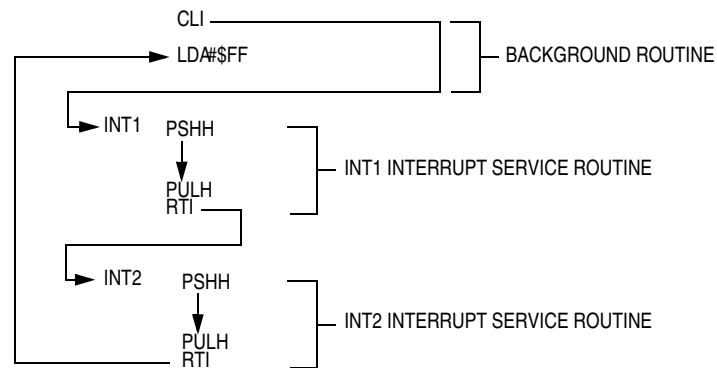 CLI
LDA#$FF
BACKGROUND ROUTINE
INT1
PSHH
INT1 INTERRUPT SERVICE ROUTINE
PULH
RTI
INT2
PSHH
INT2 INTERRUPT SERVICE ROUTINE
PULH
RTI